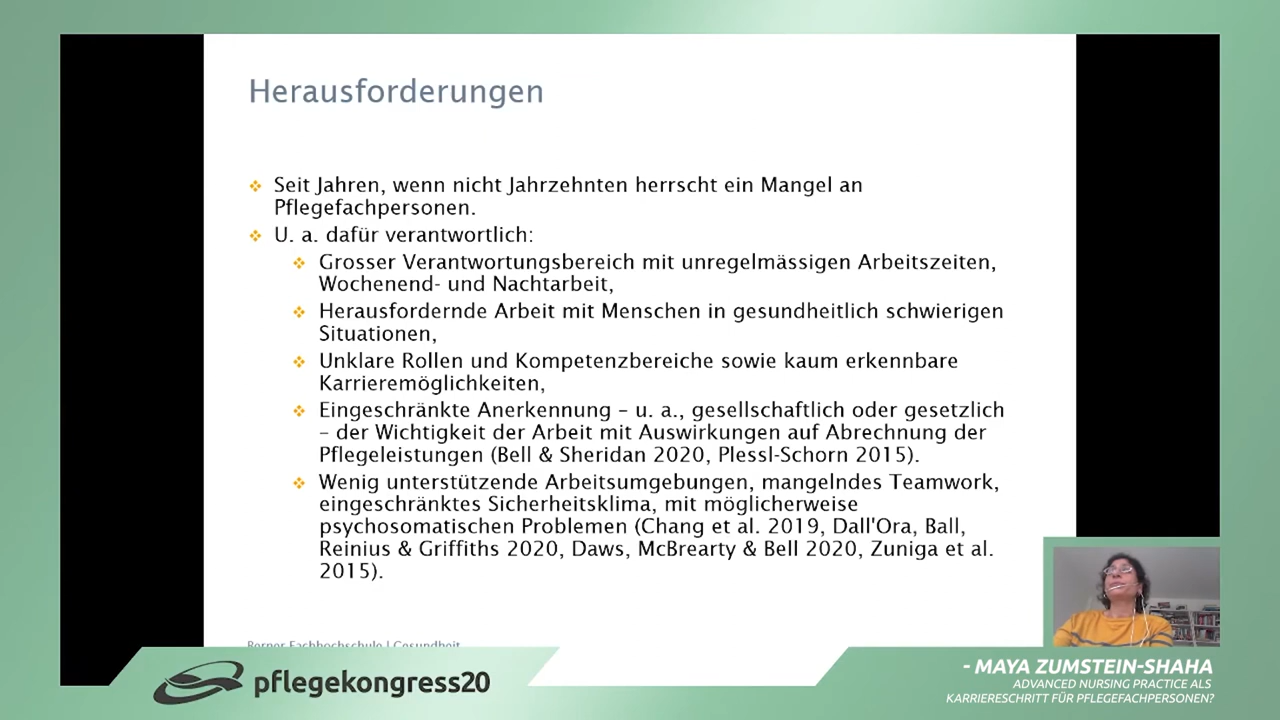 Herausforderungen
Seit Jahren, wenn nicht Jahrzehnten herrscht ein Mangel an
Pflegefachpersonen.
U. a. dafür verantwortlich:
Grosser Verantwortungsbereich mit unregelmässigen Arbeitszeiten,
Wochenend- und Nachtarbeit,
Herausfordernde Arbeit mit Menschen in gesundheitlich schwierigen
Situationen,
Unklare Rollen und Kompetenzbereiche sowie kaum erkennbare
Karrieremöglichkeiten,
Eingeschränkte Anerkennung – u. a., gesellschaftlich oder gesetzlich
– der Wichtigkeit der Arbeit mit Auswirkungen auf Abrechnung der
Pflegeleistungen (Bell & Sheridan 2020, Plessl-Schorn 2015).
Wenig unterstützende Arbeitsumgebungen, mangelndes Teamwork,
eingeschränktes Sicherheitsklima, mit möglicherweise
psychosomatischen Problemen (Chang et al. 2019, Dall'Ora, Ball,
Reinius & Griffiths 2020, Daws, McBrearty & Bell 2020, Zuniga et al.
2015).
Berner Fachhochschule | Gesundheit
pflegekongress20
- MAYA ZUMSTEIN-SHAHA
ADVANCED NURSING PRACTICE ALS
KARRIERESCHRITT FÜR PFLEGEFACHPERSONEN?